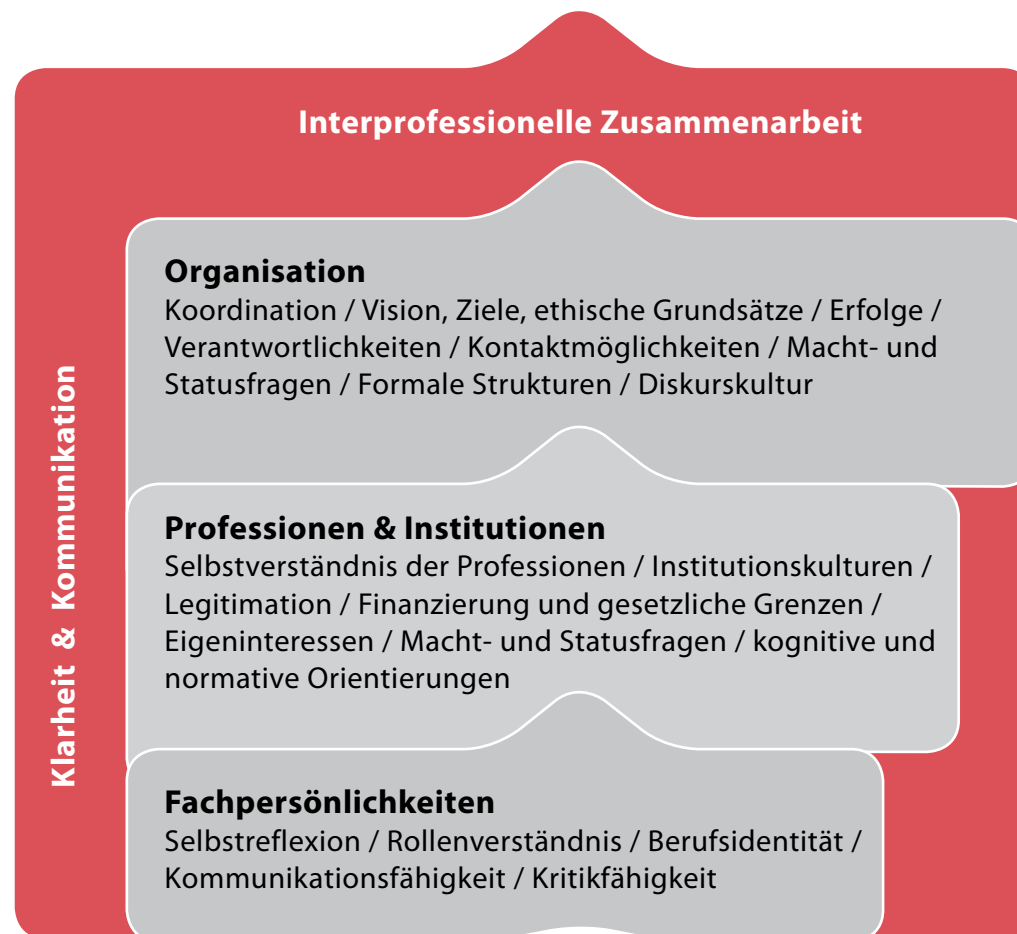 Interprofessionelle Zusammenarbeit
Organisation
Koordination / Vision, Ziele, ethische Grundsätze / Erfolge /
Verantwortlichkeiten / Kontaktmöglichkeiten / Macht- und
Statusfragen / Formale Strukturen / Diskurskultur
Professionen & Institutionen
Selbstverständnis der Professionen / Institutionskulturen /
Legitimation / Finanzierung und gesetzliche Grenzen /
Eigeninteressen / Macht- und Statusfragen / kognitive und
normative Orientierungen
Fachpersönlichkeiten
Selbstreflexion / Rollenverständnis / Berufsidentität /
Kommunikationsfähigkeit / Kritikfähigkeit
Klarheit & Kommunikation